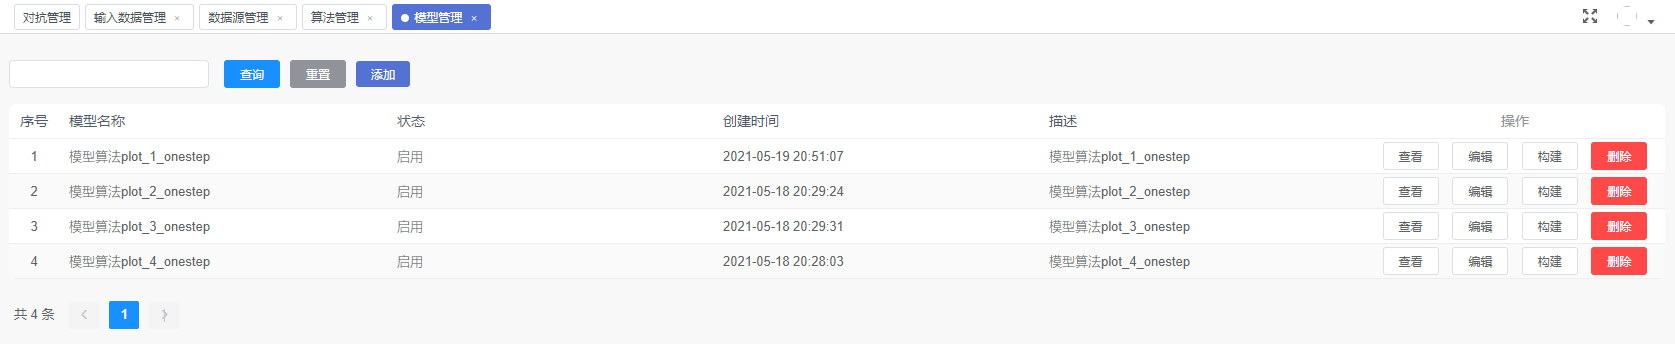 对抗管理 输入数据管理 × 数据源管理 × 算法管理 × 模型管理 ×
查询 重置 添加
序号 模型名称 状态 创建时间 描述 操作
1 模型算法plot_1_onestep 启用 2021-05-19 20:51:07 模型算法plot_1_onestep 查看 编辑 构建 删除
2 模型算法plot_2_onestep 启用 2021-05-18 20:29:24 模型算法plot_2_onestep 查看 编辑 构建 删除
3 模型算法plot_3_onestep 启用 2021-05-18 20:29:31 模型算法plot_3_onestep 查看 编辑 构建 删除
4 模型算法plot_4_onestep 启用 2021-05-18 20:28:03 模型算法plot_4_onestep 查看 编辑 构建 删除
共 4 条 1